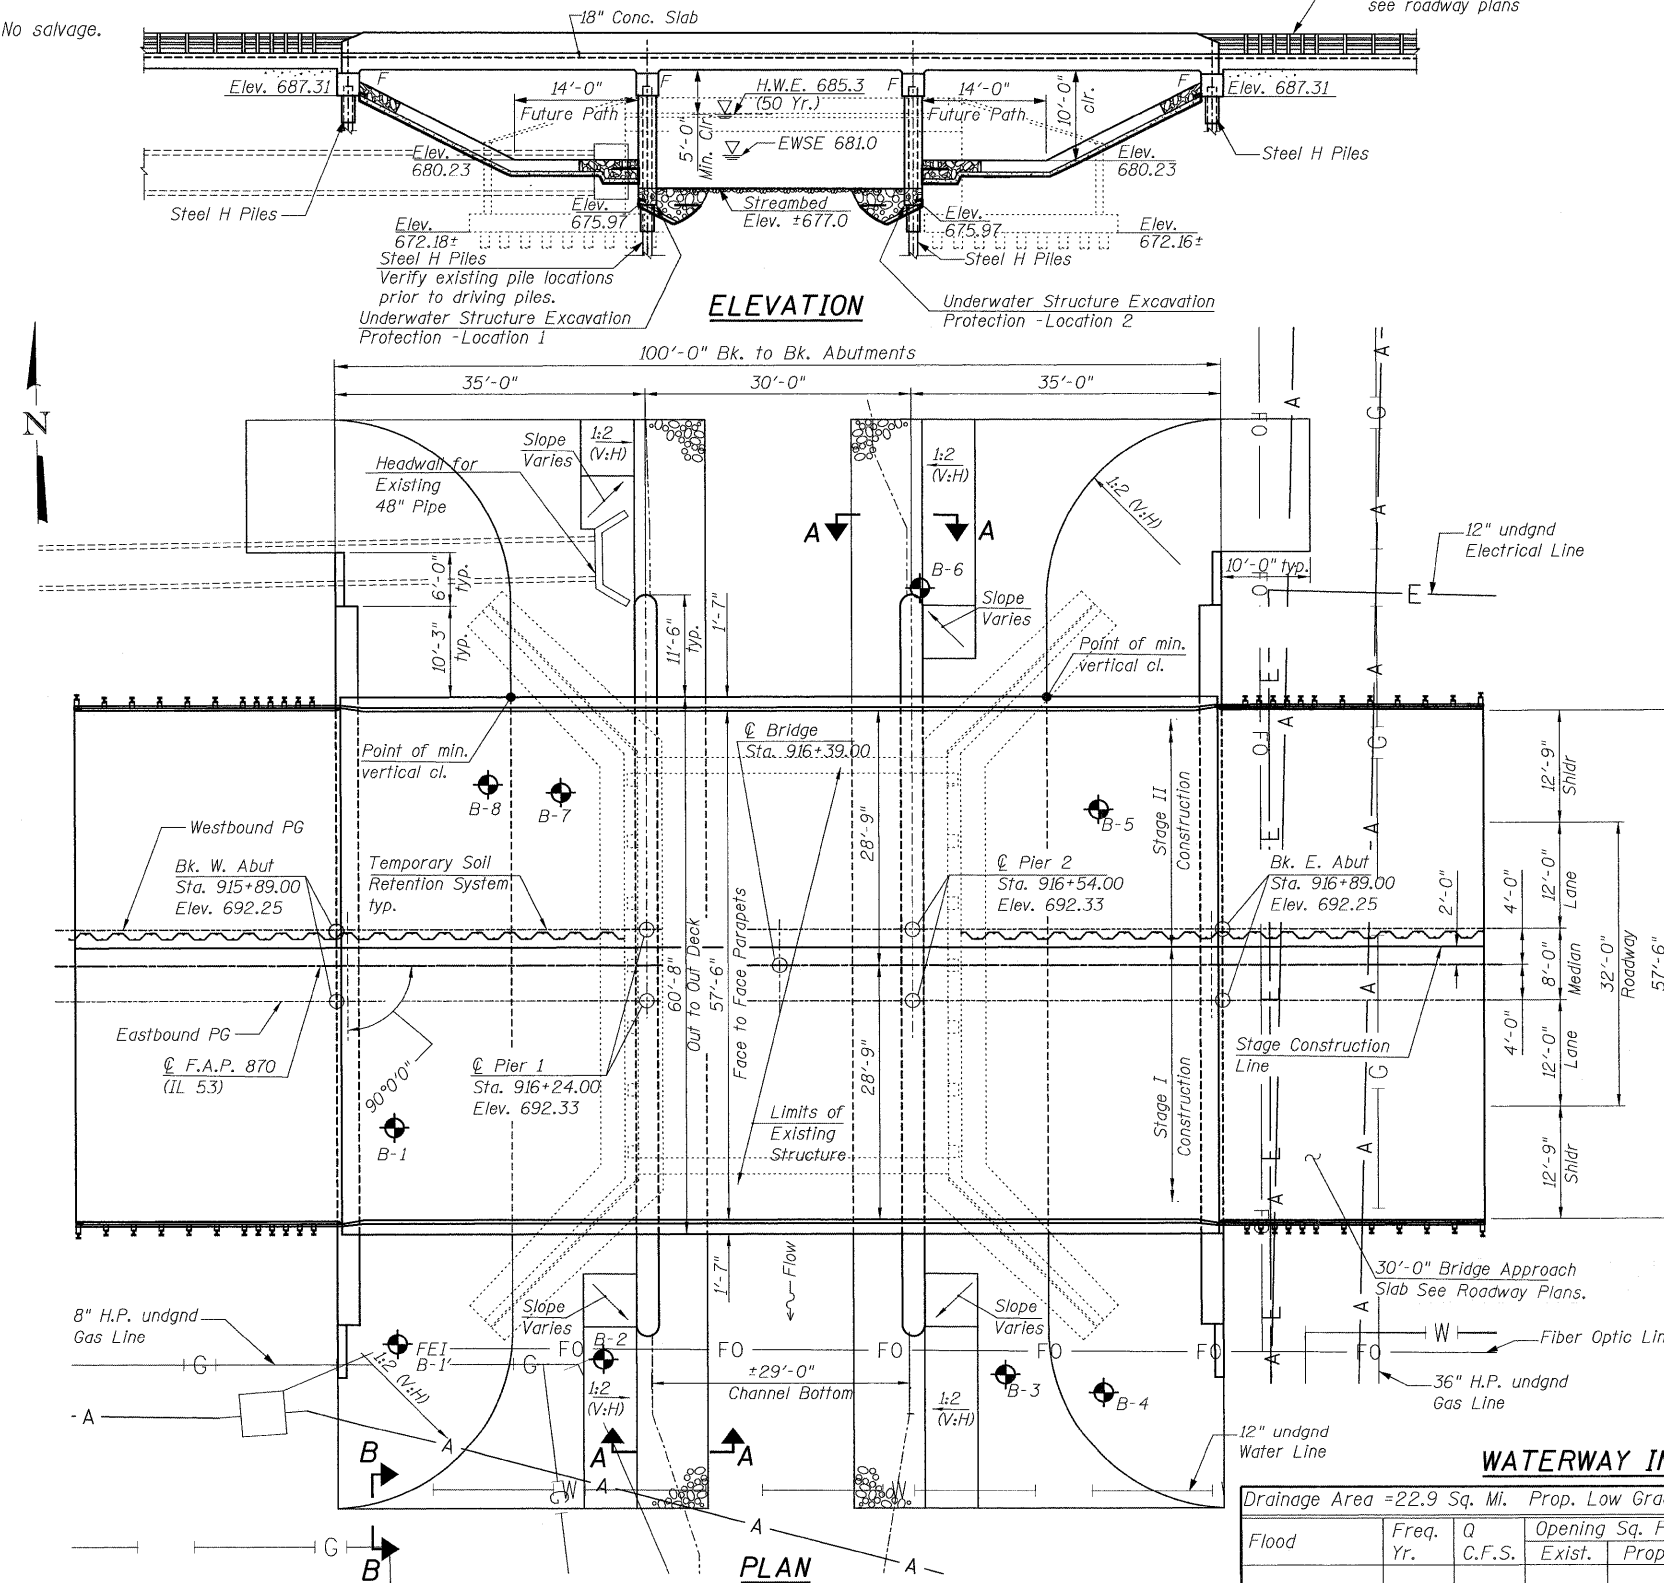 No salvage.
see roadway plans
18" Conc. Slab
Elev. 687.31
F
14'-0"
Future Path
F
H.W.E. 685.3
(50 Yr.)
5'-0"
Min. Clr.
EWSE 681.0
F
14'-0"
Future Path
10'-0"
clr.
F
Elev. 687.31
Steel H Piles
Steel H Piles
Elev.
680.23
Elev.
680.23
Elev.
675.97
Streambed
Elev. ±677.0
Elev.
675.97
Elev.
672.18±
Elev.
672.16±
Steel H Piles
Verify existing pile locations
prior to driving piles.
Steel H Piles
Underwater Structure Excavation
Protection -Location 1
ELEVATION
Underwater Structure Excavation
Protection -Location 2
100'-0" Bk. to Bk. Abutments
35'-0"
30'-0"
35'-0"
N
Slope
Varies
1:2
(V:H)
Headwall for
Existing
48" Pipe
1:2
(V:H)
1:2 (V:H)
A
A
B-6
Slope
Varies
FO
A
A
G
A
12" undgnd
Electrical Line
10'-0" typ.
FO
E
6'-0"
typ.
10'-3"
typ.
11'-6"
typ.
1'-7"
Point of min.
vertical cl.
A
E
A
FO
G
Point of min.
vertical cl.
℄ Bridge
Sta. 916+39.00
B-8
B-7
B-5
Stage II
Construction
28'-9"
12'-9"
Shldr
Westbound PG
Bk. W. Abut
Sta. 915+89.00
Elev. 692.25
Temporary Soil
Retention System
typ.
℄ Pier 2
Sta. 916+54.00
Elev. 692.33
Bk. E. Abut
Sta. 916+89.00
Elev. 692.25
E
A
2'-0"
4'-0"
12'-0"
Lane
60'-8"
Out to Out Deck
57'-6"
Face to Face Parapets
8'-0"
Median
32'-0"
Roadway
57'-6"
Eastbound PG
℄ F.A.P. 870
(IL 53)
90°0'0"
℄ Pier 1
Sta. 916+24.00
Elev. 692.33
28'-9"
Stage I
Construction
Stage Construction
Line
E
A
G
4'-0"
12'-0"
Lane
B-1
Limits of
Existing
Structure
E
A
A
12'-9"
Shldr
1'-7"
Flow
30'-0" Bridge Approach
Slab See Roadway Plans.
8" H.P. undgnd
Gas Line
G
FEI
B-1'
1:2 (V:H)
Slope
Varies
FO
B-2
G
1:2
(V:H)
FO
±29'-0"
Channel Bottom
FO
Slope
Varies
FO
B-3
B-4
1:2
(V:H)
FO
E
A
A
FO
W
Fiber Optic Lin
36" H.P. undgnd
Gas Line
A
A
B
A
A
A
G
W
W
12" undgnd
Water Line
G
B
A
A
PLAN
WATERWAY IN
Drainage Area =22.9 Sq. Mi. Prop. Low Gra
Flood
Freq.
Yr.
Q
C.F.S.
Opening Sq. F
Exist.
Prop